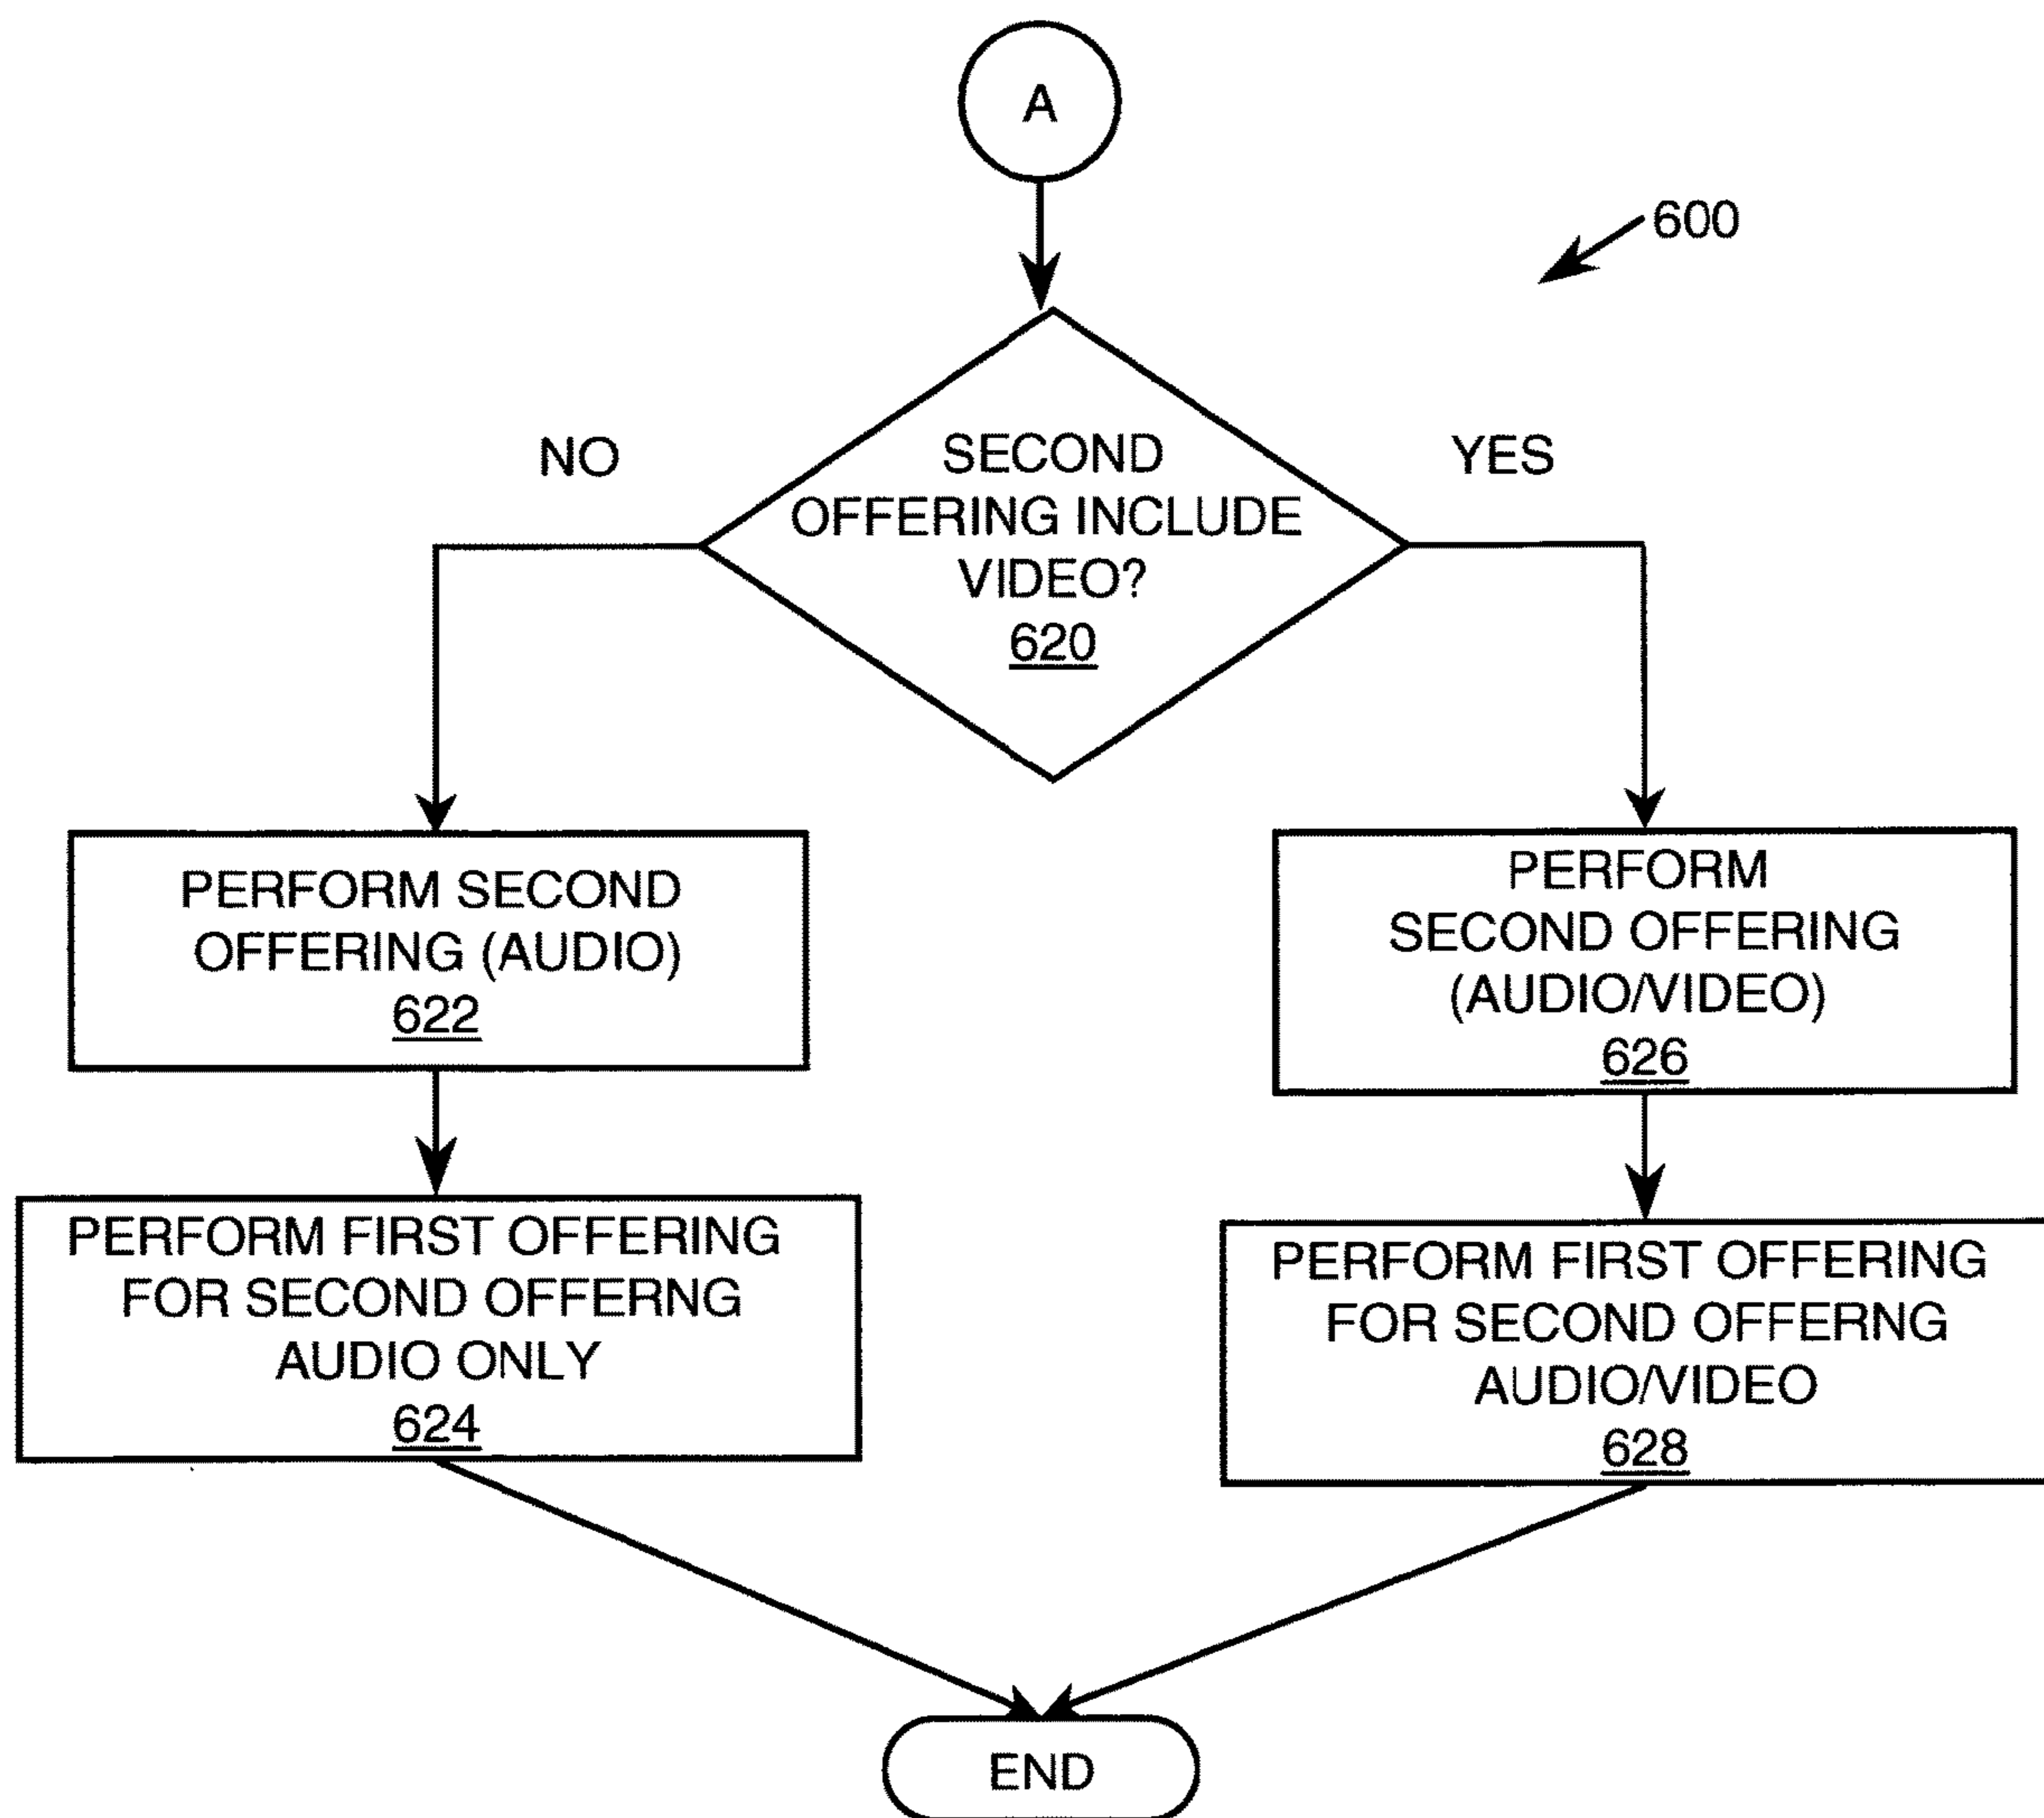 A
600
NO
YES
SECOND
OFFERING INCLUDE
VIDEO?
620
PERFORM SECOND
OFFERING (AUDIO)
622
PERFORM
SECOND OFFERING
(AUDIO/VIDEO)
626
PERFORM FIRST OFFERING
FOR SECOND OFFERNG
AUDIO ONLY
624
PERFORM FIRST OFFERING
FOR SECOND OFFERNG
AUDIO/VIDEO
628
END